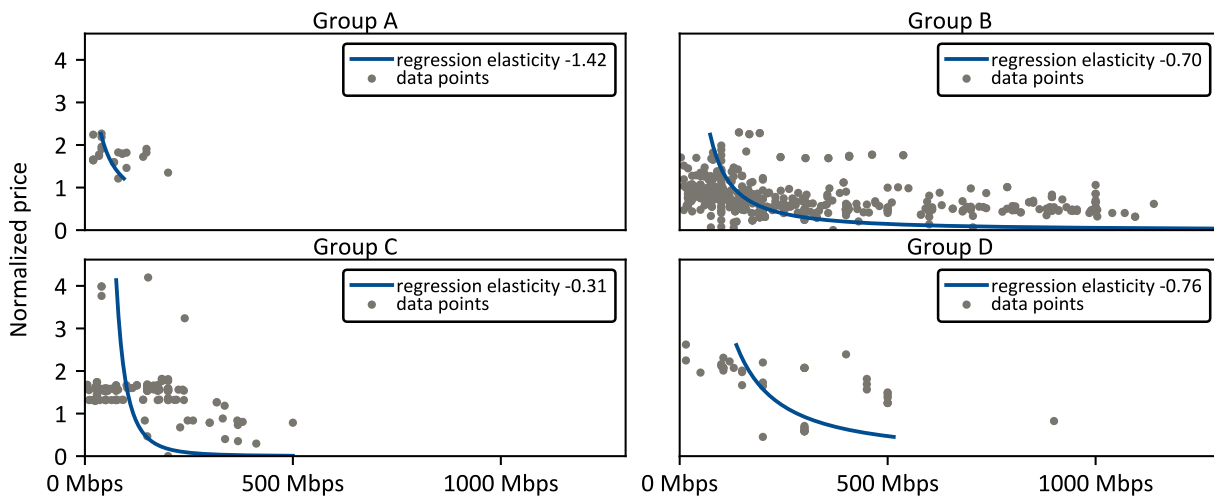 Group A
Group B
regression elasticity -1.42
data points
regression elasticity -0.70
data points
4
3
2
1
0
Group C
Group D
regression elasticity -0.31
data points
regression elasticity -0.76
data points
4
3
2
1
0
Normalized price
0 Mbps 500 Mbps 1000 Mbps
0 Mbps 500 Mbps 1000 Mbps